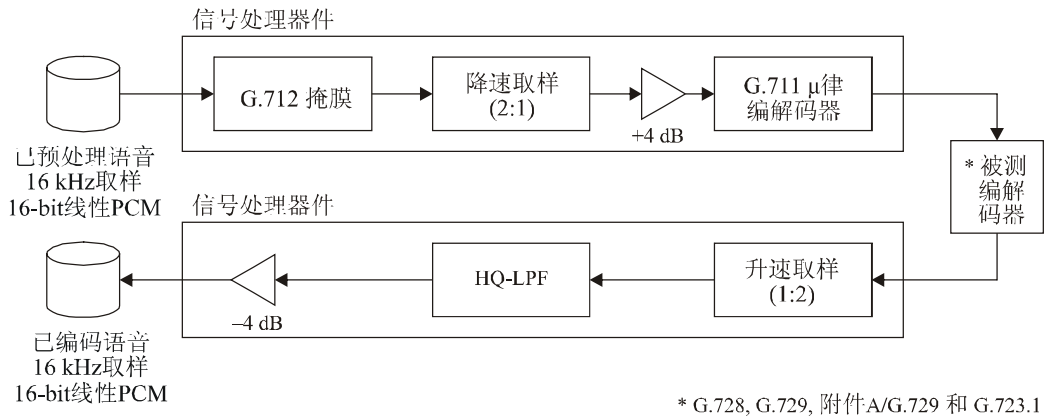 信号处理器件
G.712 掩膜
降速取样
(2:1)
+4 dB
G.711 μ律
编解码器
已预处理语音
16 kHz取样
16-bit线性PCM
* 被测
编解
码器
信号处理器件
–4 dB
HQ-LPF
升速取样
(1:2)
已编码语音
16 kHz取样
16-bit线性PCM
* G.728, G.729, 附件A/G.729 和 G.723.1